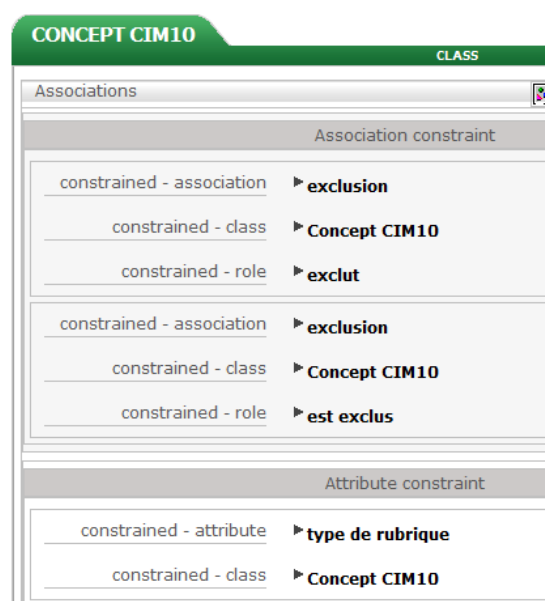 CONCEPT CIM10
CLASS
Associations
Association constraint
constrained - association exclusion
constrained - class Concept CIM10
constrained - role exclut
constrained - association exclusion
constrained - class Concept CIM10
constrained - role est exclus
Attribute constraint
constrained - attribute type de rubrique
constrained - class Concept CIM10